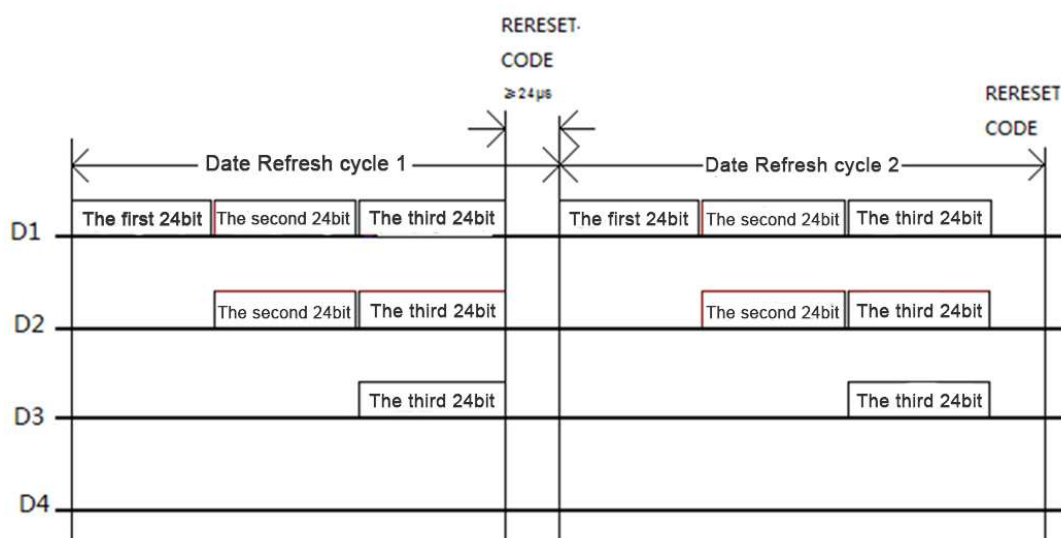 RERESET
CODE
≥24μs
RERESET
CODE
Date Refresh cycle 1
Date Refresh cycle 2
D1
The first 24bit
The second 24bit
The third 24bit
The first 24bit
The second 24bit
The third 24bit
D2
The second 24bit
The third 24bit
The second 24bit
The third 24bit
D3
The third 24bit
The third 24bit
D4